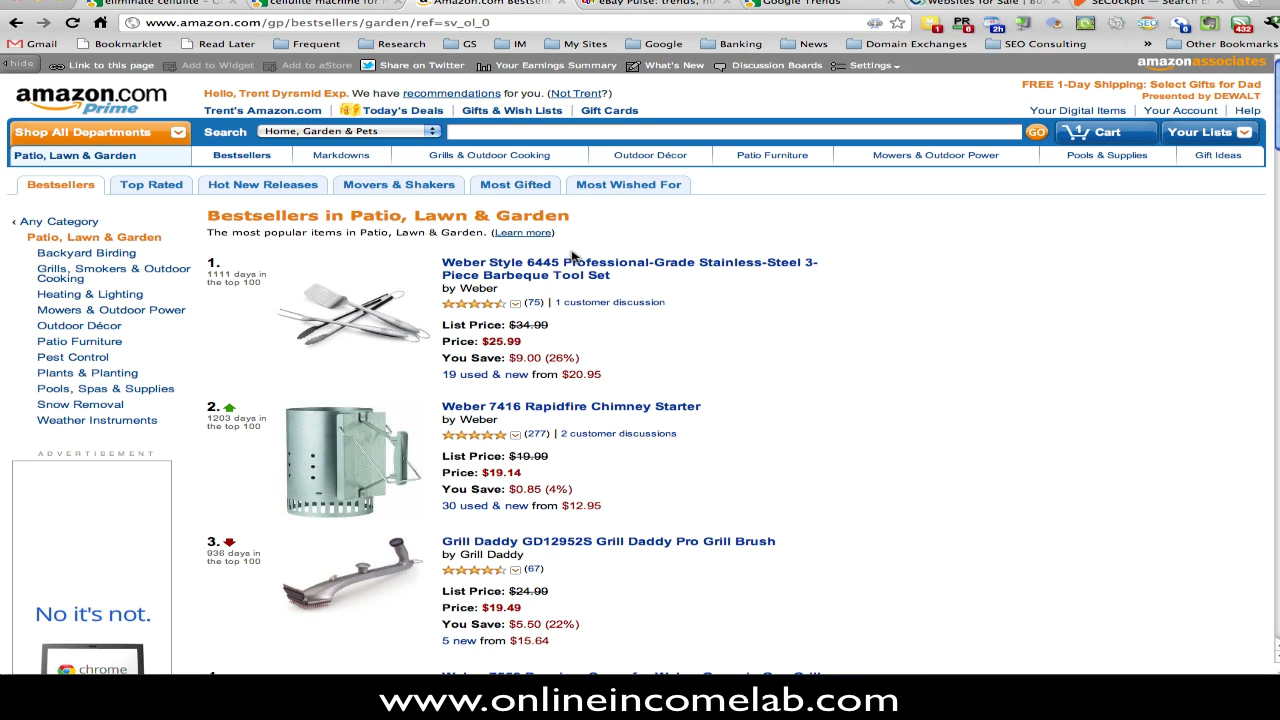 eliminate cellulite -
cellulite machine for h
Amazon.com Bestsell
eBay Pulse: trends, ho
Google Trends
Websites for Sale | Bu
SECockpit — Search E
www.amazon.com/gp/bestsellers/garden/ref=sv_ol_0
Gmail Bookmarklet Read Later Frequent Research GS IM My Sites Google Banking News Domain Exchanges SEO Consulting » Other Bookmarks
hide Link to this page Add to Widget Add to aStore Share on Twitter Your Earnings Summary What's New Discussion Boards Settings amazonassociates
amazon.com Prime
Hello, Trent Dyrsmid Exp. We have recommendations for you. (Not Trent?)
FREE 1-Day Shipping: Select Gifts for Dad
Presented by DEWALT
Trent's Amazon.com Today's Deals Gifts & Wish Lists Gift Cards
Your Digital Items Your Account Help
Shop All Departments Search Home, Garden & Pets GO 1 Cart Your Lists
Patio, Lawn & Garden Bestsellers Markdowns Grills & Outdoor Cooking Outdoor Décor Patio Furniture Mowers & Outdoor Power Pools & Supplies Gift Ideas
Bestsellers Top Rated Hot New Releases Movers & Shakers Most Gifted Most Wished For
‹ Any Category
Patio, Lawn & Garden
Backyard Birding
Grills, Smokers & Outdoor
Cooking
Heating & Lighting
Mowers & Outdoor Power
Outdoor Décor
Patio Furniture
Pest Control
Plants & Planting
Pools, Spas & Supplies
Snow Removal
Weather Instruments
ADVERTISEMENT
No it's not.
chrome
Bestsellers in Patio, Lawn & Garden
The most popular items in Patio, Lawn & Garden. (Learn more)
1.
1111 days in
the top 100
Weber Style 6445 Professional-Grade Stainless-Steel 3-
Piece Barbeque Tool Set
by Weber
(75) | 1 customer discussion
List Price: $34.99
Price: $25.99
You Save: $9.00 (26%)
19 used & new from $20.95
2.
1203 days in
the top 100
Weber 7416 Rapidfire Chimney Starter
by Weber
(277) | 2 customer discussions
List Price: $19.99
Price: $19.14
You Save: $0.85 (4%)
30 used & new from $12.95
3.
936 days in
the top 100
Grill Daddy GD12952S Grill Daddy Pro Grill Brush
by Grill Daddy
(67)
List Price: $24.99
Price: $19.49
You Save: $5.50 (22%)
5 new from $15.64
www.onlineincomelab.com